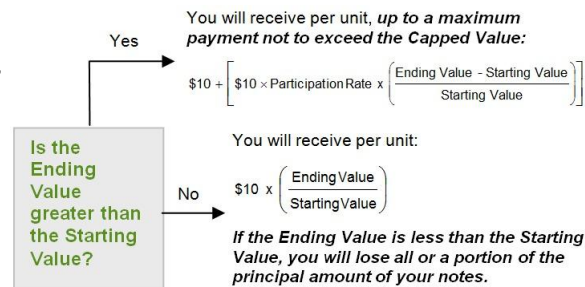 You will receive per unit, up to a maximum
payment not to exceed the Capped Value:
Yes
$10 + [ $10 × Participation Rate x ( Ending Value - Starting Value
Starting Value ) ]
Is the
Ending
Value
greater than
the Starting
Value?
No
You will receive per unit:
$10 x ( Ending Value
Starting Value )
If the Ending Value is less than the Starting
Value, you will lose all or a portion of the
principal amount of your notes.